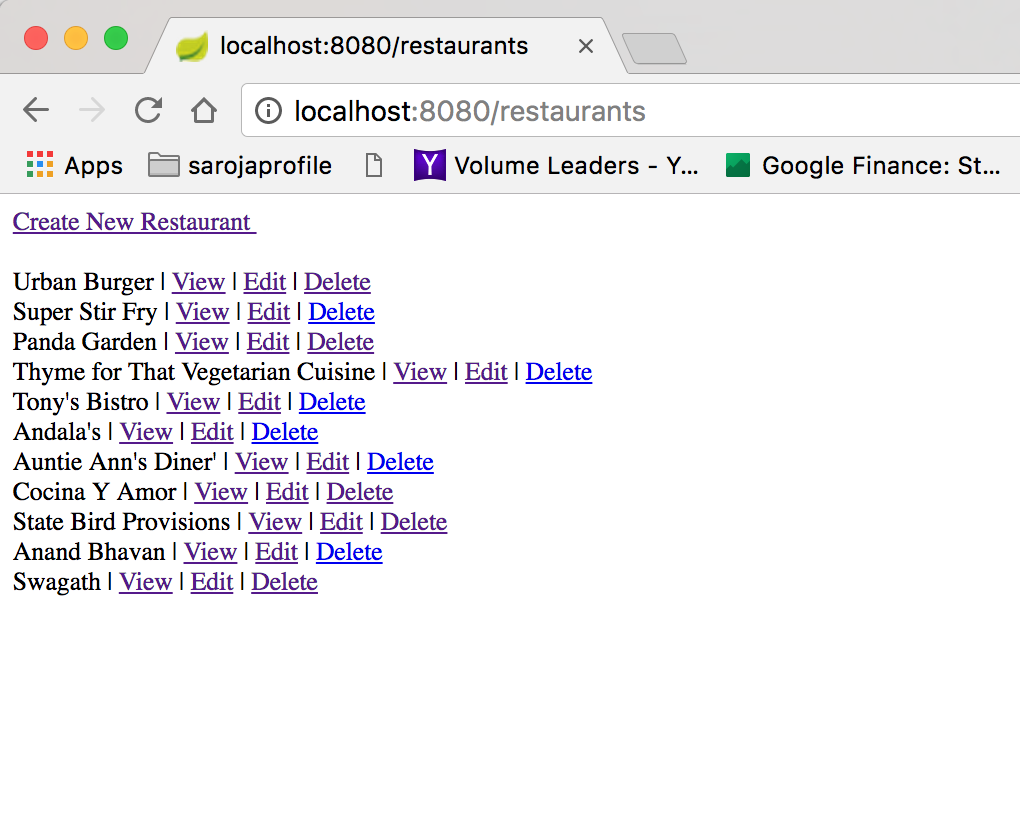 localhost:8080/restaurants
localhost:8080/restaurants
Apps sarojaprofile Y Volume Leaders - Y... Google Finance: St...
Create New Restaurant
Urban Burger | View | Edit | Delete
Super Stir Fry | View | Edit | Delete
Panda Garden | View | Edit | Delete
Thyme for That Vegetarian Cuisine | View | Edit | Delete
Tony's Bistro | View | Edit | Delete
Andala's | View | Edit | Delete
Auntie Ann's Diner' | View | Edit | Delete
Cocina Y Amor | View | Edit | Delete
State Bird Provisions | View | Edit | Delete
Anand Bhavan | View | Edit | Delete
Swagath | View | Edit | Delete